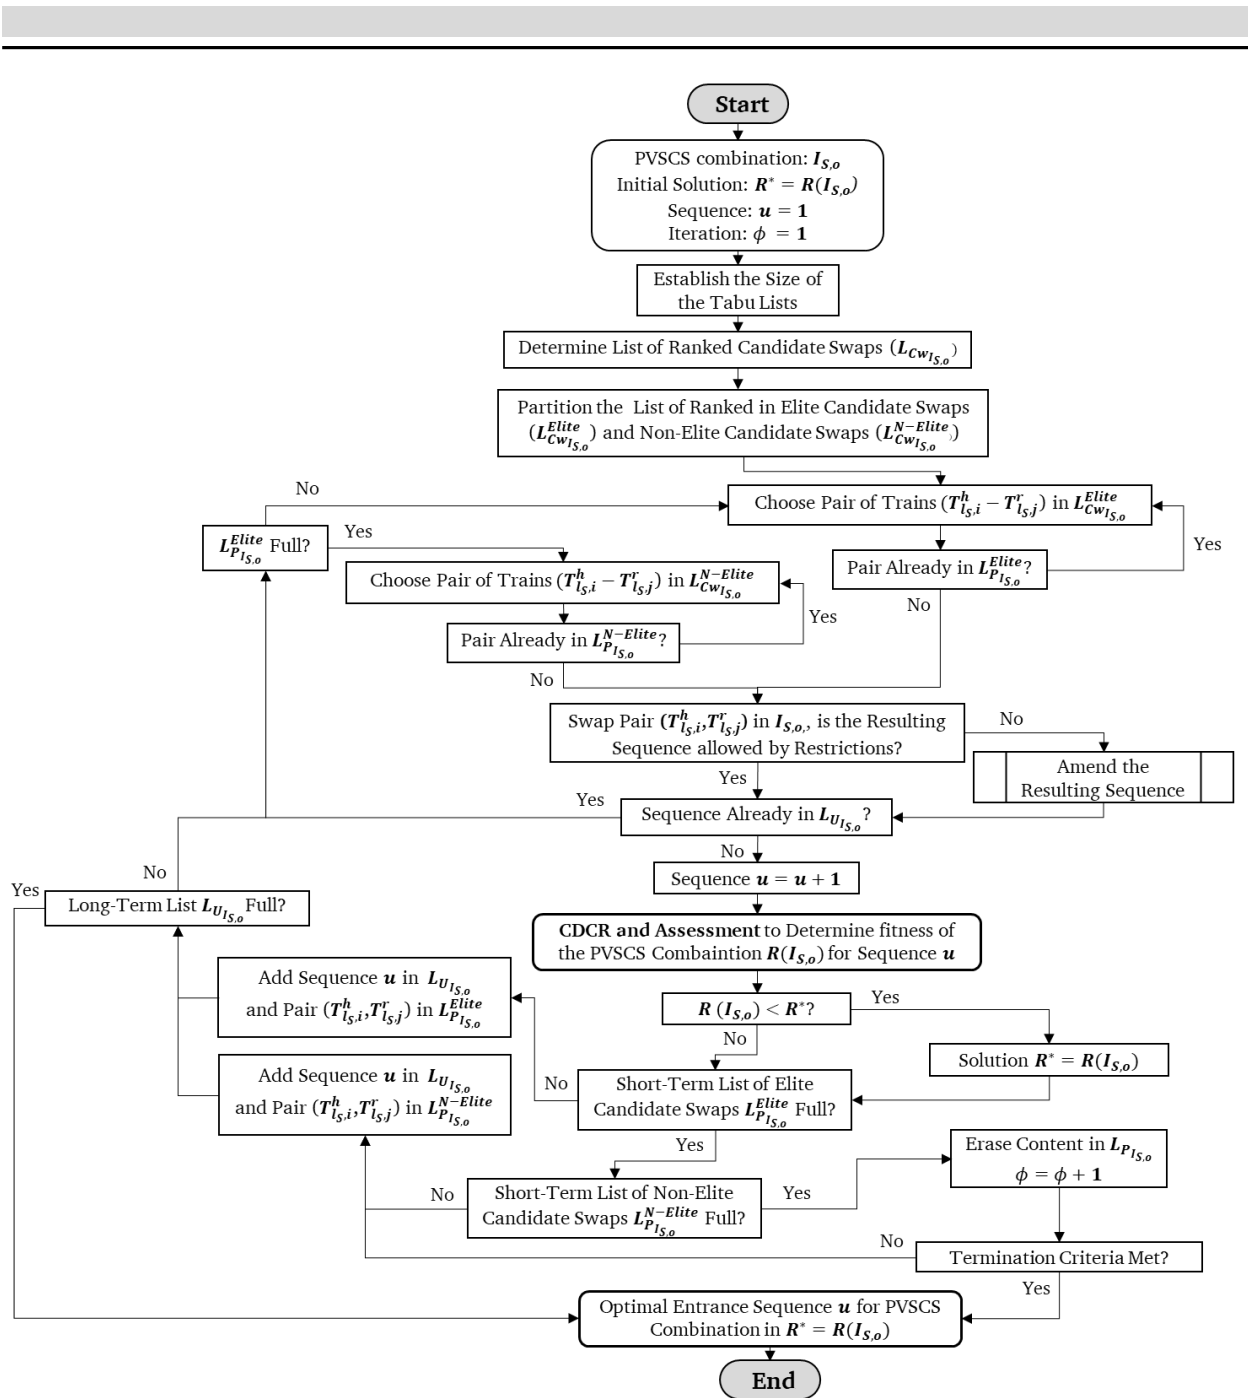 Start
PVSCS combination: I_{S,o}
Initial Solution: R* = R(I_{S,o})
Sequence: u = 1
Iteration: ϕ = 1
Establish the Size of
the Tabu Lists
Determine List of Ranked Candidate Swaps (L_{Cw_{I_{S,o}}})
Partition the List of Ranked in Elite Candidate Swaps
(L^{Elite}_{Cw_{I_{S,o}}}) and Non-Elite Candidate Swaps (L^{N−Elite}_{Cw_{I_{S,o}}})
No
Choose Pair of Trains (T^h_{l_S,i} − T^r_{l_S,j}) in L^{Elite}_{Cw_{I_{S,o}}}
L^{Elite}_{P_{I_{S,o}}} Full?
Yes
Yes
Pair Already in L^{Elite}_{P_{I_{S,o}}}?
Choose Pair of Trains (T^h_{l_S,i} − T^r_{l_S,j}) in L^{N−Elite}_{Cw_{I_{S,o}}}
No
Yes
Pair Already in L^{N−Elite}_{P_{I_{S,o}}}?
No
Swap Pair (T^h_{l_S,i},T^r_{l_S,j}) in I_{S,o,}, is the Resulting
Sequence allowed by Restrictions?
No
Amend the
Resulting Sequence
Yes
Yes
Sequence Already in L_{U_{I_{S,o}}}?
No
No
Sequence u = u + 1
Yes
Long-Term List L_{U_{I_{S,o}}} Full?
CDCR and Assessment to Determine fitness of
the PVSCS Combaintion R(I_{S,o}) for Sequence u
Add Sequence u in L_{U_{I_{S,o}}}
and Pair (T^h_{l_S,i},T^r_{l_S,j}) in L^{Elite}_{P_{I_{S,o}}}
R (I_{S,o}) < R*?
Yes
No
Solution R* = R(I_{S,o})
Add Sequence u in L_{U_{I_{S,o}}}
and Pair (T^h_{l_S,i},T^r_{l_S,j}) in L^{N−Elite}_{P_{I_{S,o}}}
No
Short-Term List of Elite
Candidate Swaps L^{Elite}_{P_{I_{S,o}}} Full?
Yes
Erase Content in L_{P_{I_{S,o}}}
ϕ = ϕ + 1
No
Short-Term List of Non-Elite
Candidate Swaps L^{N−Elite}_{P_{I_{S,o}}} Full?
Yes
No
Termination Criteria Met?
Yes
Optimal Entrance Sequence u for PVSCS
Combination in R* = R(I_{S,o})
End